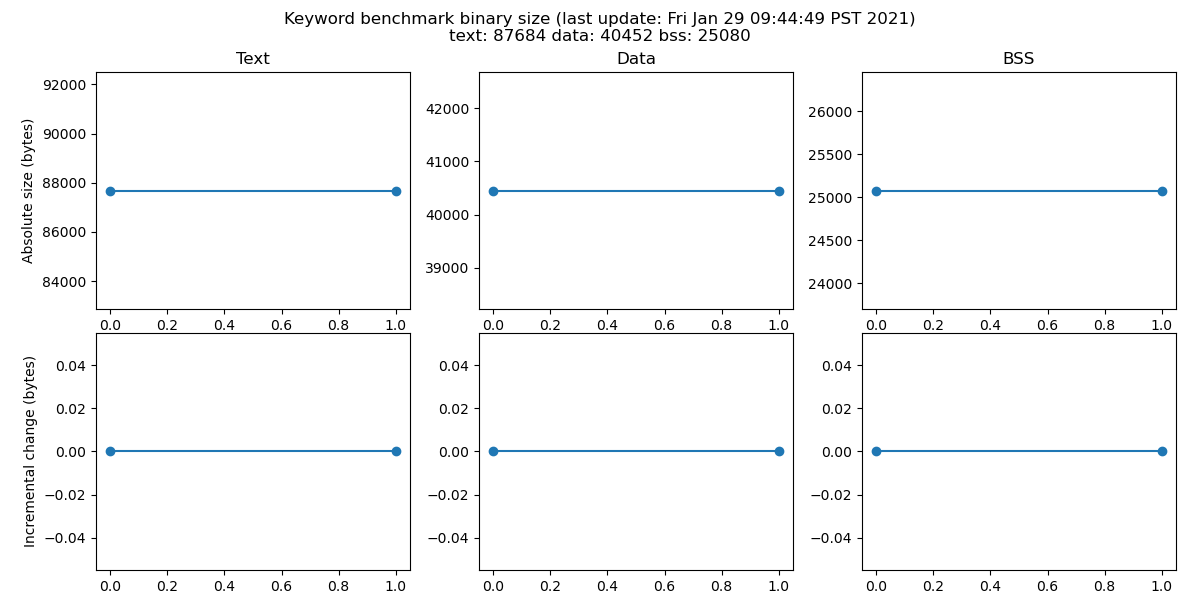 Keyword benchmark binary size (last update: Fri Jan 29 09:44:49 PST 2021)
text: 87684 data: 40452 bss: 25080
Text
Data
BSS
Absolute size (bytes)
92000
90000
88000
86000
84000
0.0 0.2 0.4 0.6 0.8 1.0
42000
41000
40000
39000
0.0 0.2 0.4 0.6 0.8 1.0
26000
25500
25000
24500
24000
0.0 0.2 0.4 0.6 0.8 1.0
Incremental change (bytes)
0.04
0.02
0.00
−0.02
−0.04
0.0 0.2 0.4 0.6 0.8 1.0
0.04
0.02
0.00
−0.02
−0.04
0.0 0.2 0.4 0.6 0.8 1.0
0.04
0.02
0.00
−0.02
−0.04
0.0 0.2 0.4 0.6 0.8 1.0